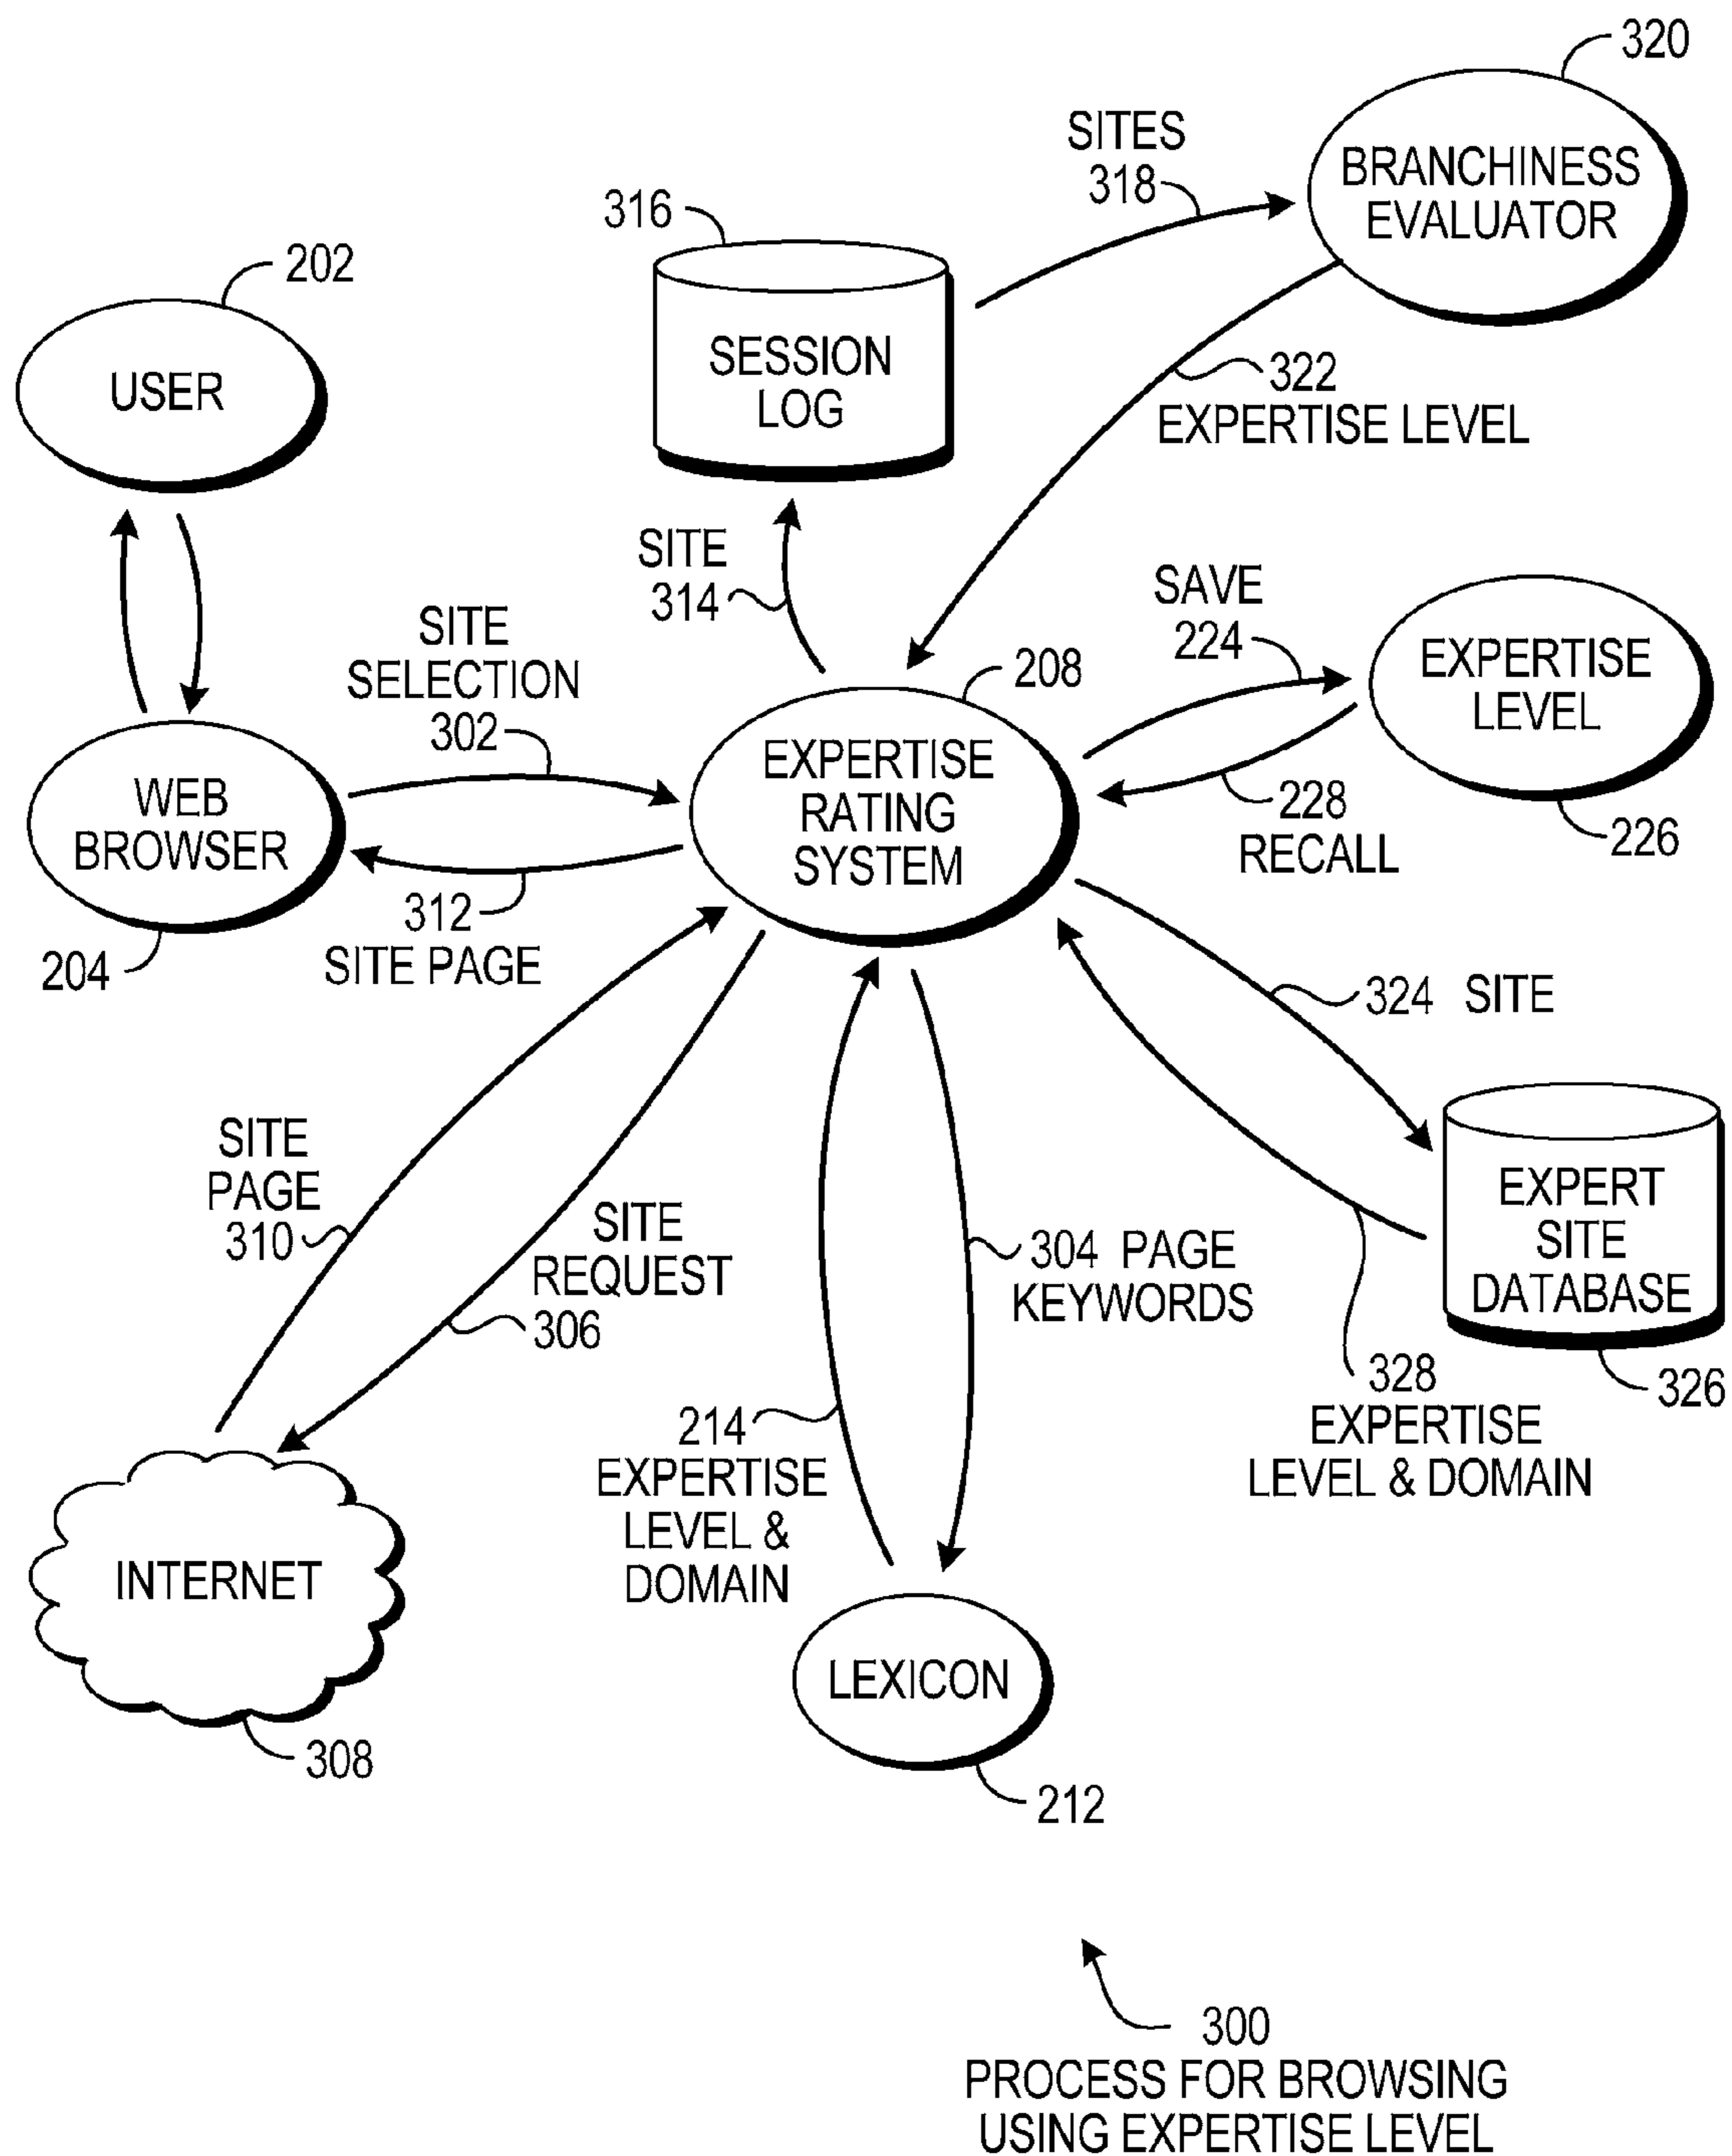 320
SITES
318
BRANCHINESS
EVALUATOR
316
202
SESSION
LOG
322
EXPERTISE LEVEL
USER
SITE
314
SAVE
224
EXPERTISE
LEVEL
SITE
SELECTION
302
208
EXPERTISE
RATING
SYSTEM
WEB
BROWSER
228
RECALL
226
312
SITE PAGE
204
324 SITE
SITE
PAGE
310
SITE
REQUEST
306
304 PAGE
KEYWORDS
EXPERT
SITE
DATABASE
328
EXPERTISE
LEVEL & DOMAIN
326
214
EXPERTISE
LEVEL &
DOMAIN
INTERNET
LEXICON
308
212
300
PROCESS FOR BROWSING
USING EXPERTISE LEVEL